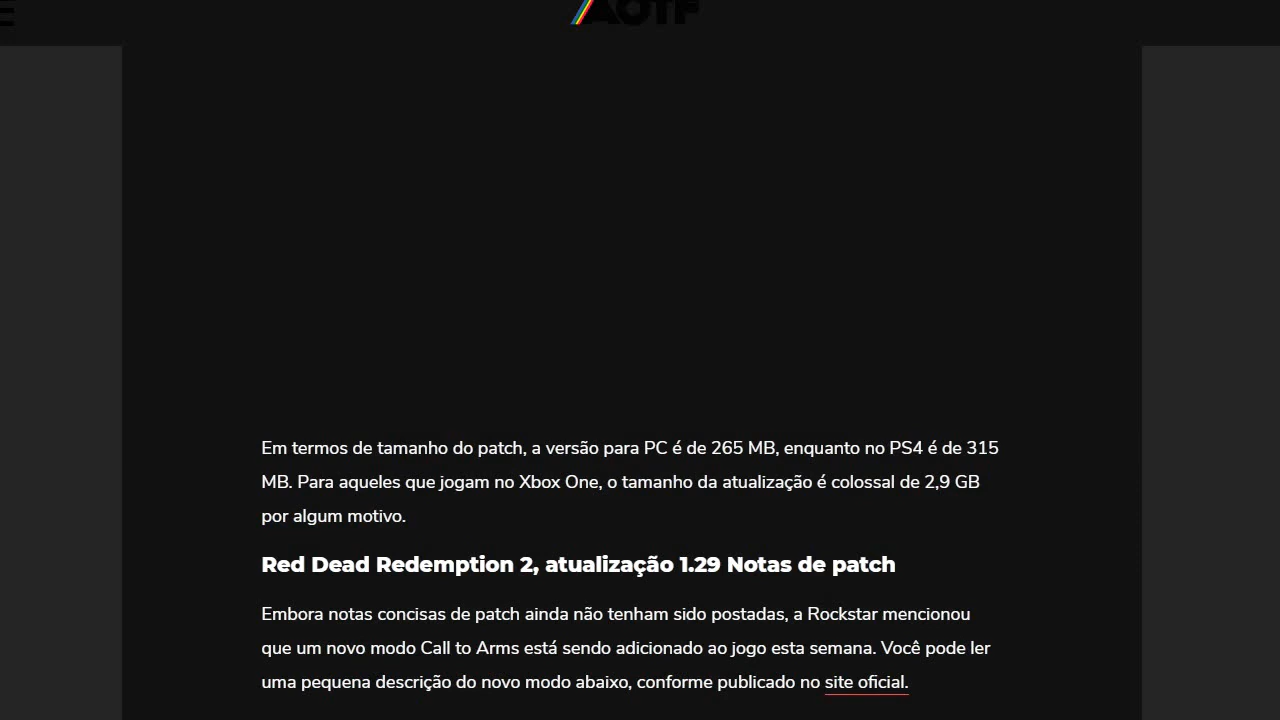 AOTF
Em termos de tamanho do patch, a versão para PC é de 265 MB, enquanto no PS4 é de 315
MB. Para aqueles que jogam no Xbox One, o tamanho da atualização é colossal de 2,9 GB
por algum motivo.
Red Dead Redemption 2, atualização 1.29 Notas de patch
Embora notas concisas de patch ainda não tenham sido postadas, a Rockstar mencionou
que um novo modo Call to Arms está sendo adicionado ao jogo esta semana. Você pode ler
uma pequena descrição do novo modo abaixo, conforme publicado no site oficial.